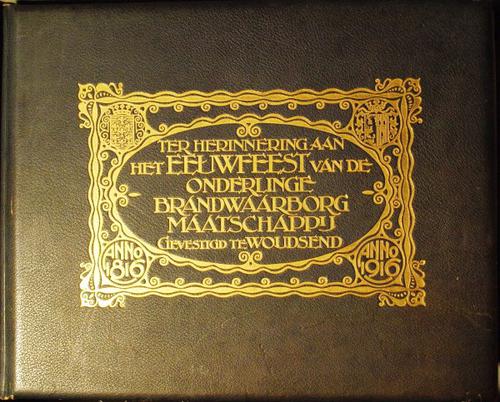 TER HERINNERING AAN
HET EEUWFEEST VAN DE
ONDERLINGE
BRANDWAARBORG
MAATSCHAPPIJ
GEVESTIGD TE WOUDSEND
ANNO
1816
ANNO
1916